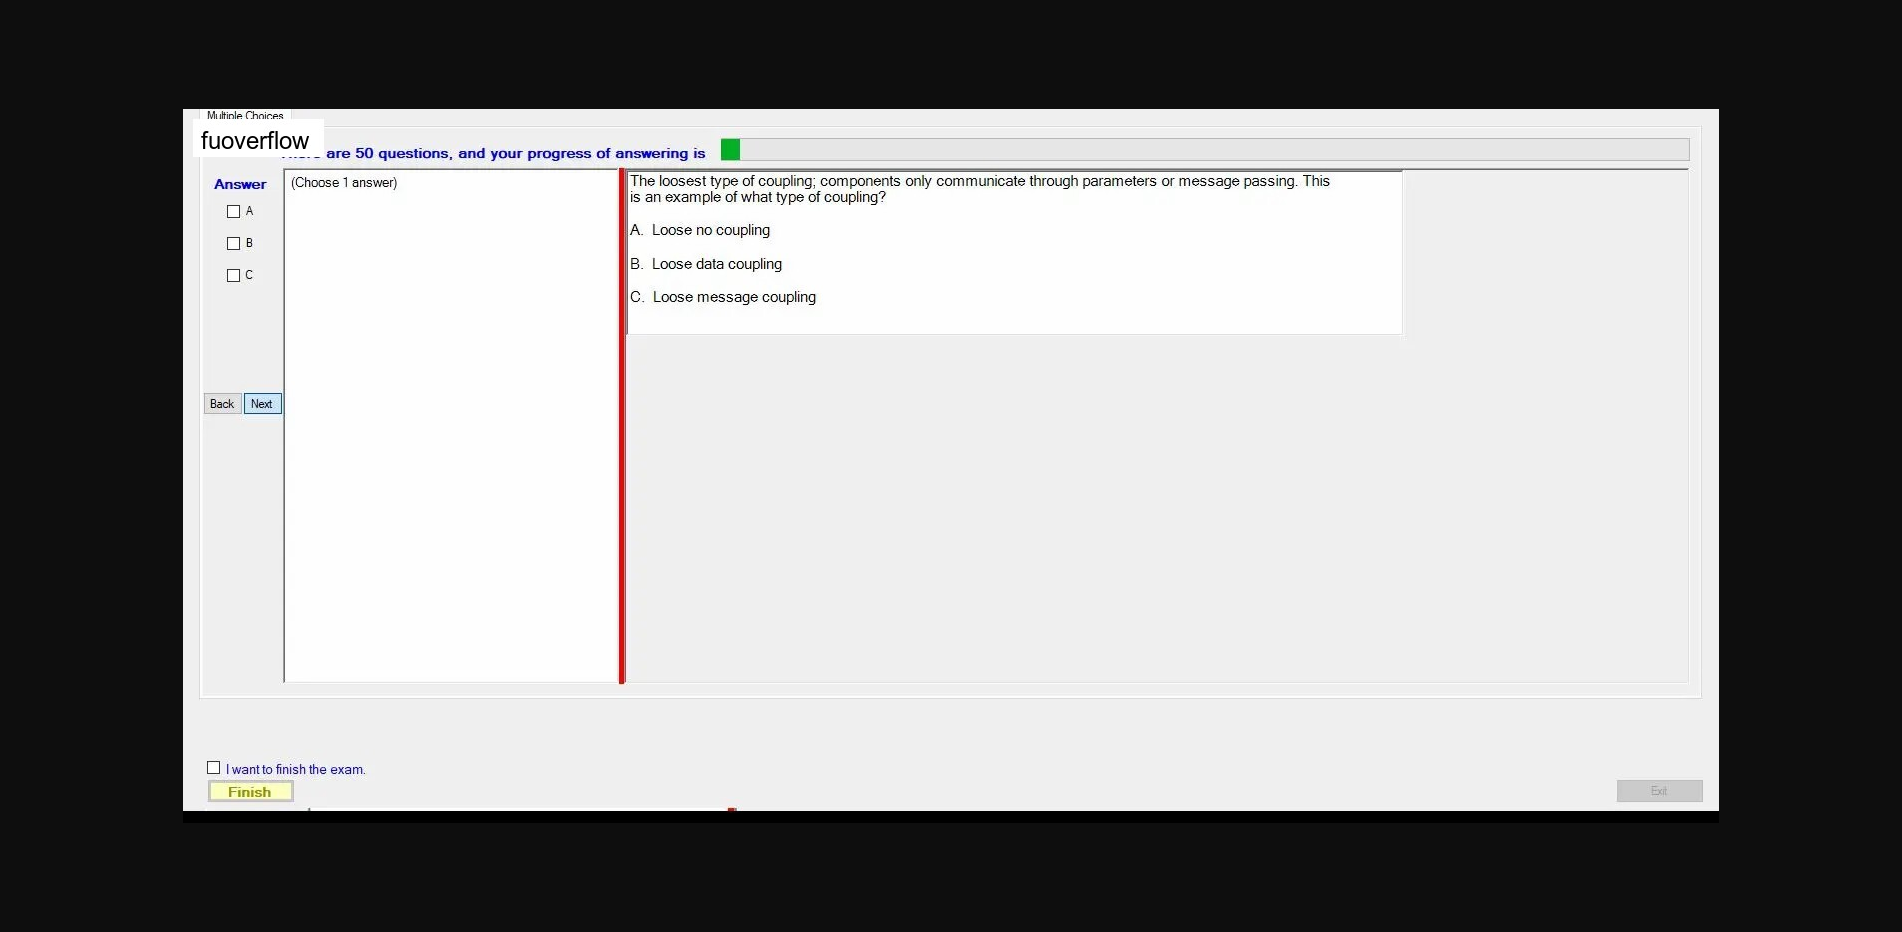 Multiple Choices
fuoverflow
are 50 questions, and your progress of answering is
Answer
(Choose 1 answer)
A
B
C
Back
Next
The loosest type of coupling; components only communicate through parameters or message passing. This
is an example of what type of coupling?
A. Loose no coupling
B. Loose data coupling
C. Loose message coupling
I want to finish the exam.
Finish
Exit